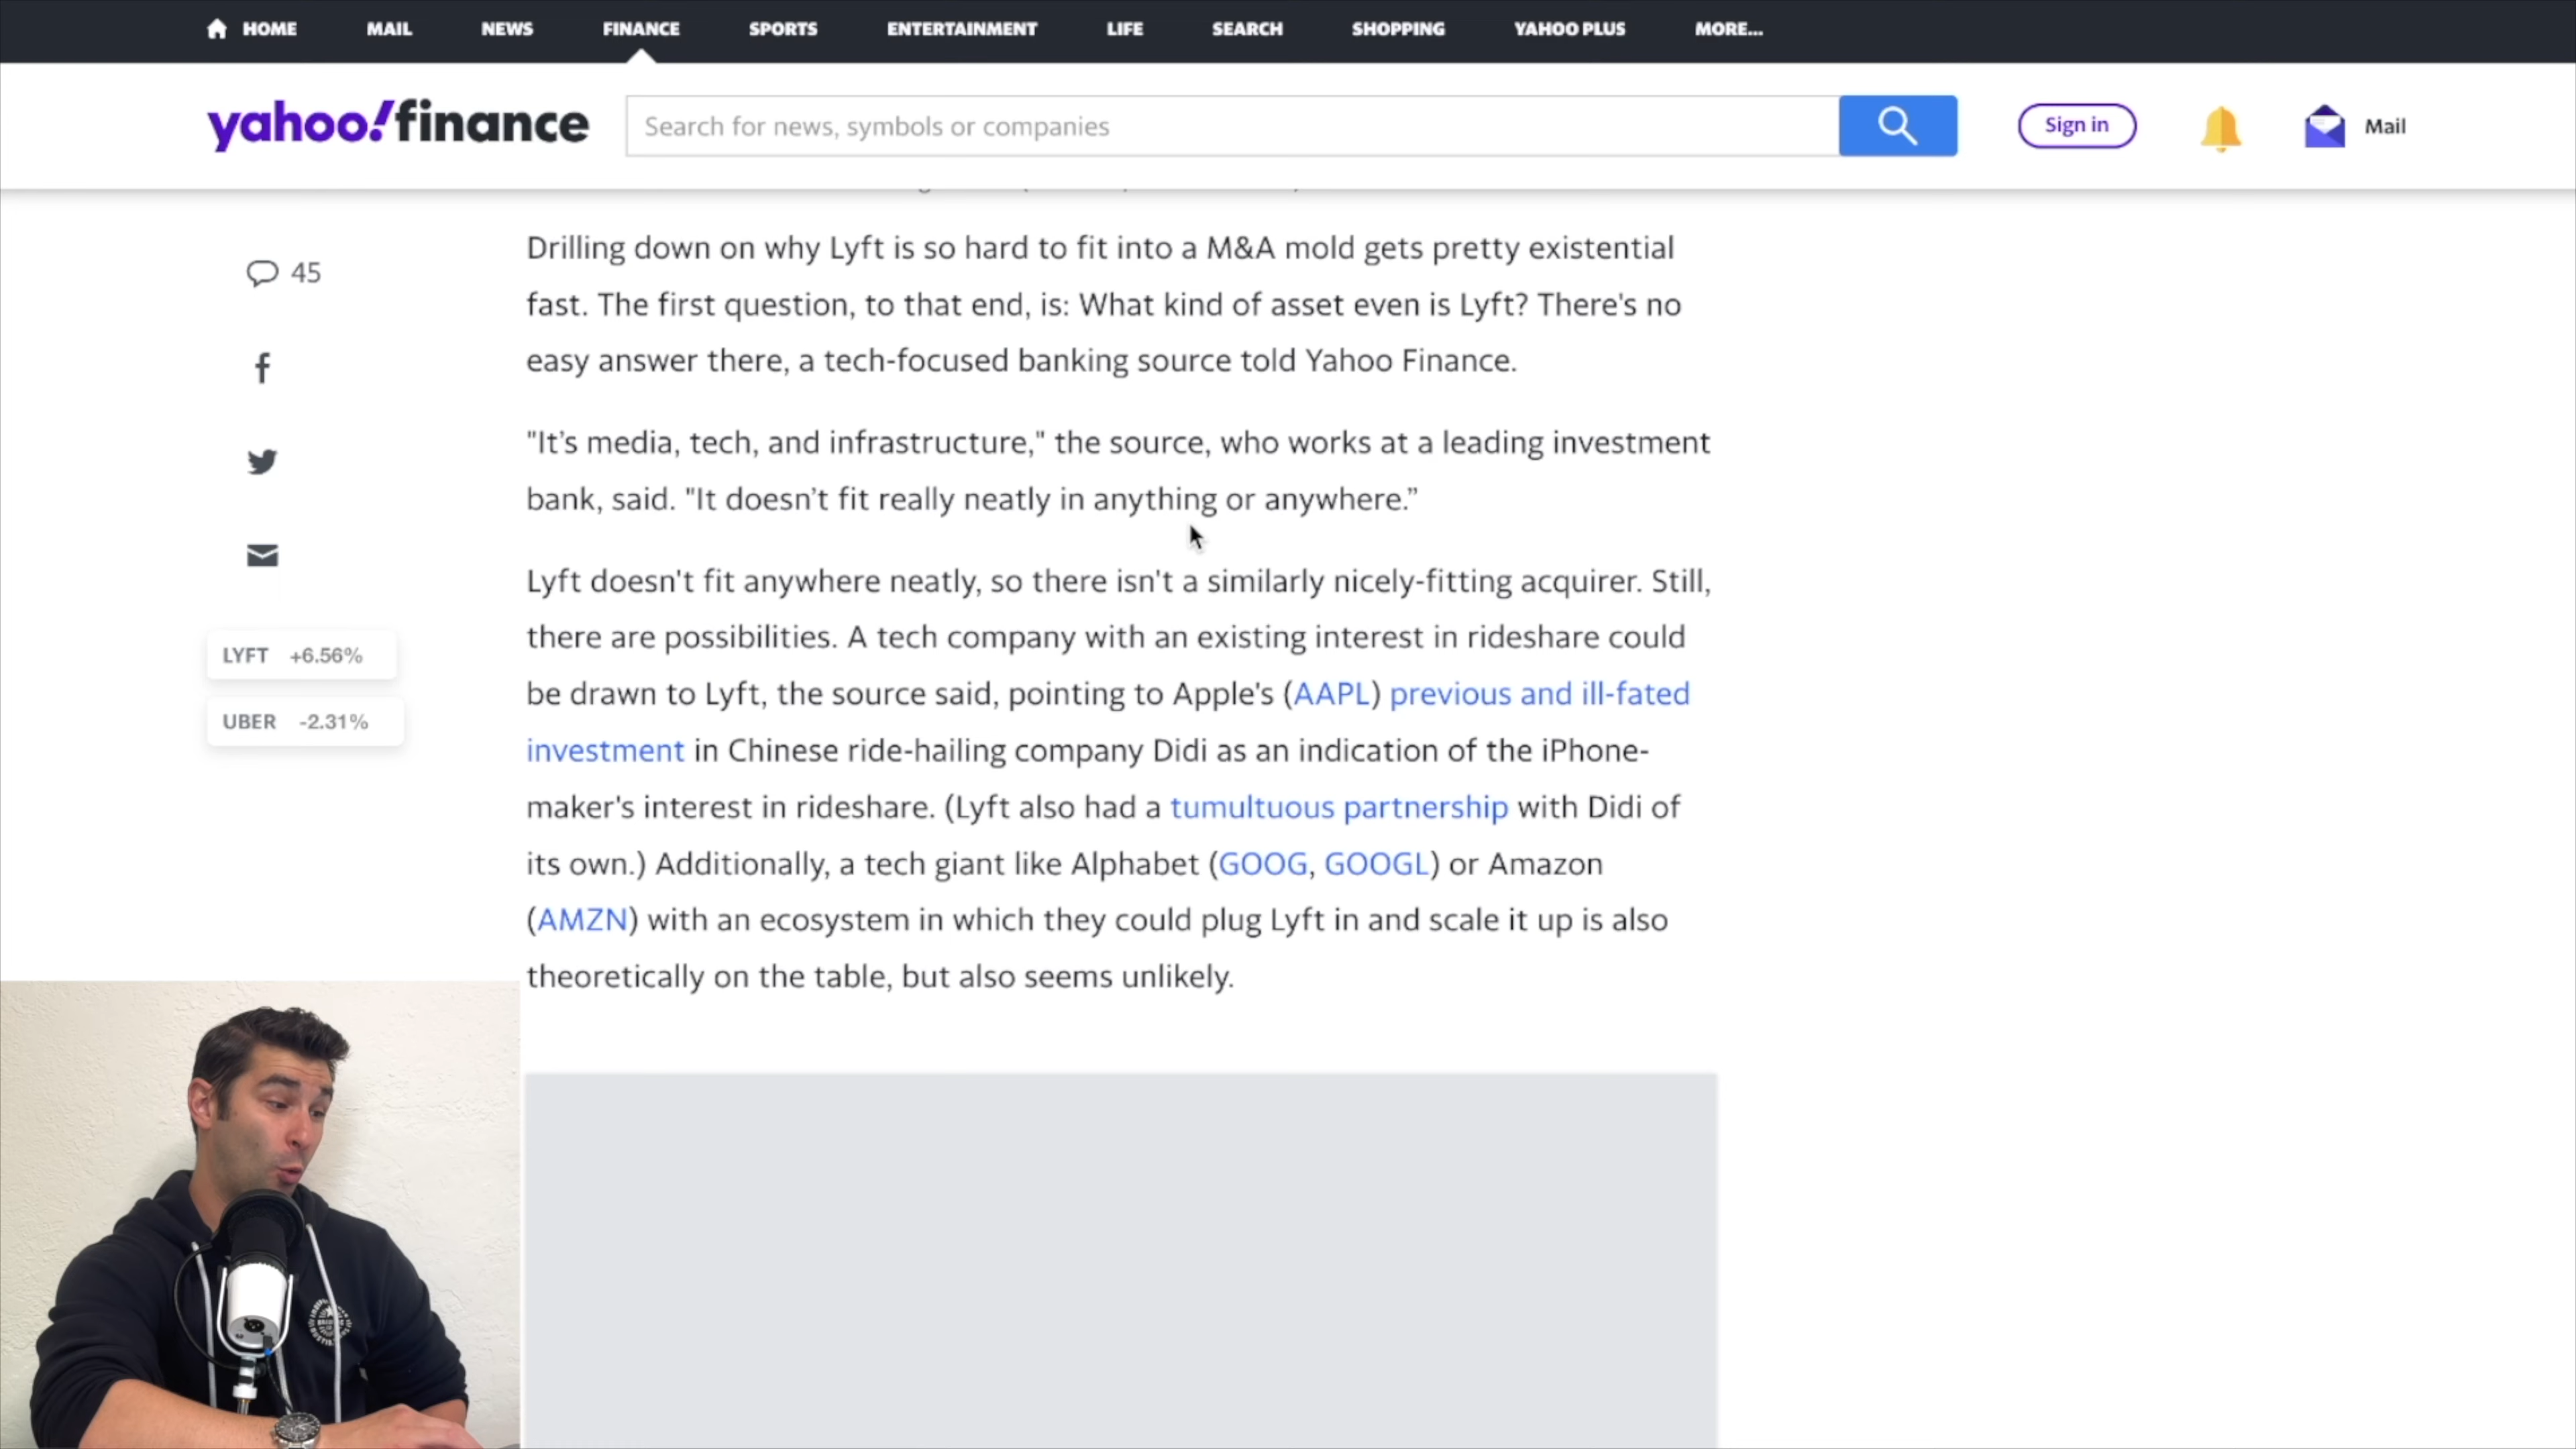 HOME MAIL NEWS FINANCE SPORTS ENTERTAINMENT LIFE SEARCH SHOPPING YAHOO PLUS MORE...
yahoo!finance Search for news, symbols or companies Sign in Mail
45
Drilling down on why Lyft is so hard to fit into a M&A mold gets pretty existential
fast. The first question, to that end, is: What kind of asset even is Lyft? There's no
easy answer there, a tech-focused banking source told Yahoo Finance.
"It’s media, tech, and infrastructure," the source, who works at a leading investment
bank, said. "It doesn’t fit really neatly in anything or anywhere.”
Lyft doesn't fit anywhere neatly, so there isn't a similarly nicely-fitting acquirer. Still,
there are possibilities. A tech company with an existing interest in rideshare could
be drawn to Lyft, the source said, pointing to Apple's (AAPL) previous and ill-fated
investment in Chinese ride-hailing company Didi as an indication of the iPhone-
maker's interest in rideshare. (Lyft also had a tumultuous partnership with Didi of
its own.) Additionally, a tech giant like Alphabet (GOOG, GOOGL) or Amazon
(AMZN) with an ecosystem in which they could plug Lyft in and scale it up is also
theoretically on the table, but also seems unlikely.
LYFT +6.56%
UBER -2.31%